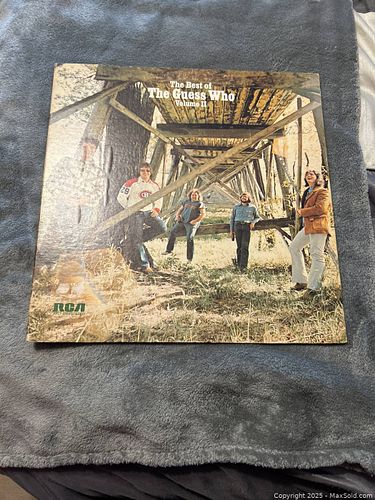 The Best of
The Guess Who
Volume II
RCA
Copyright 2025 - MaxSold.com